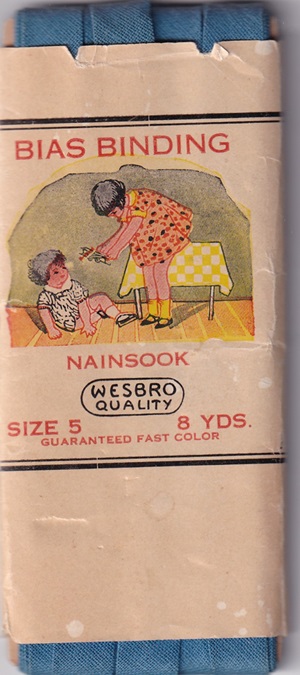 BIAS BINDING
NAINSOOK
WESBRO
QUALITY
SIZE 5 8 YDS.
GUARANTEED FAST COLOR